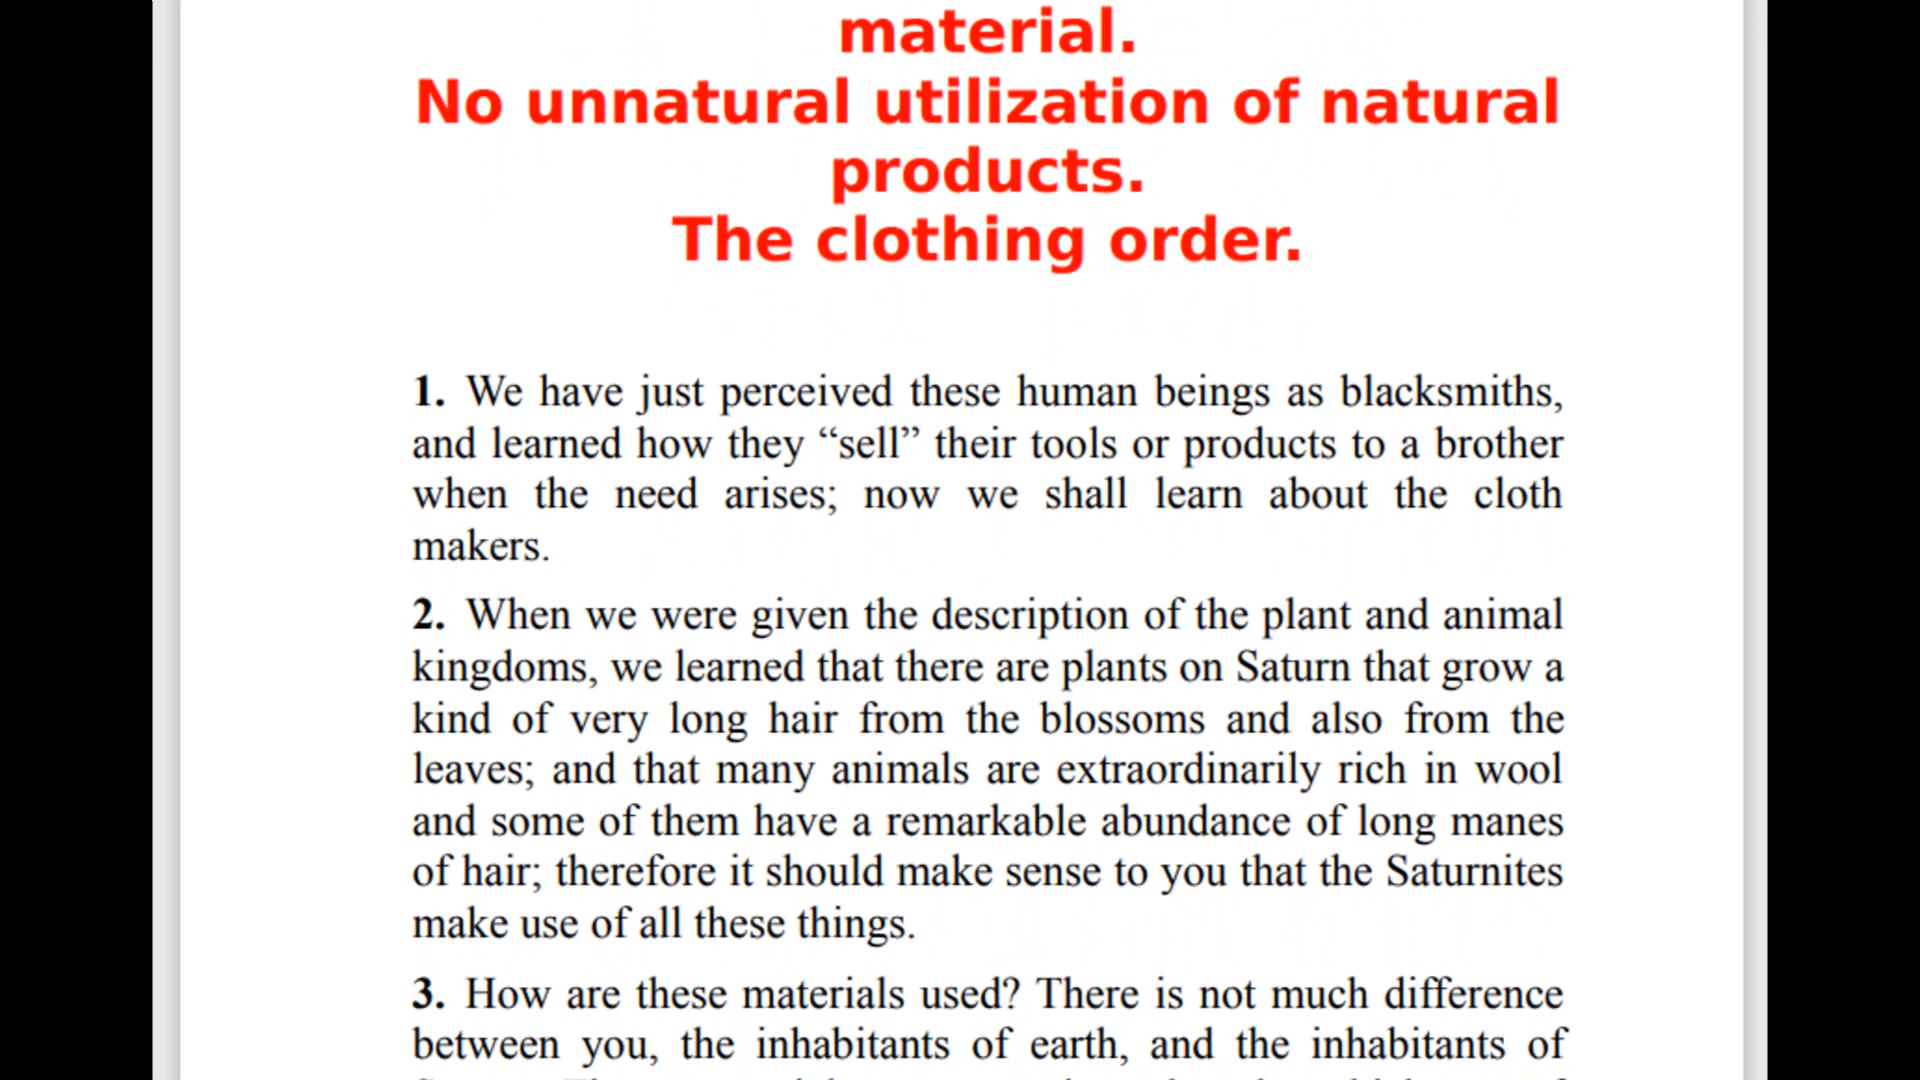 material.
No unnatural utilization of natural
products.
The clothing order.
1. We have just perceived these human beings as blacksmiths,
and learned how they “sell” their tools or products to a brother
when the need arises; now we shall learn about the cloth
makers.
2. When we were given the description of the plant and animal
kingdoms, we learned that there are plants on Saturn that grow a
kind of very long hair from the blossoms and also from the
leaves; and that many animals are extraordinarily rich in wool
and some of them have a remarkable abundance of long manes
of hair; therefore it should make sense to you that the Saturnites
make use of all these things.
3. How are these materials used? There is not much difference
between you, the inhabitants of earth, and the inhabitants of